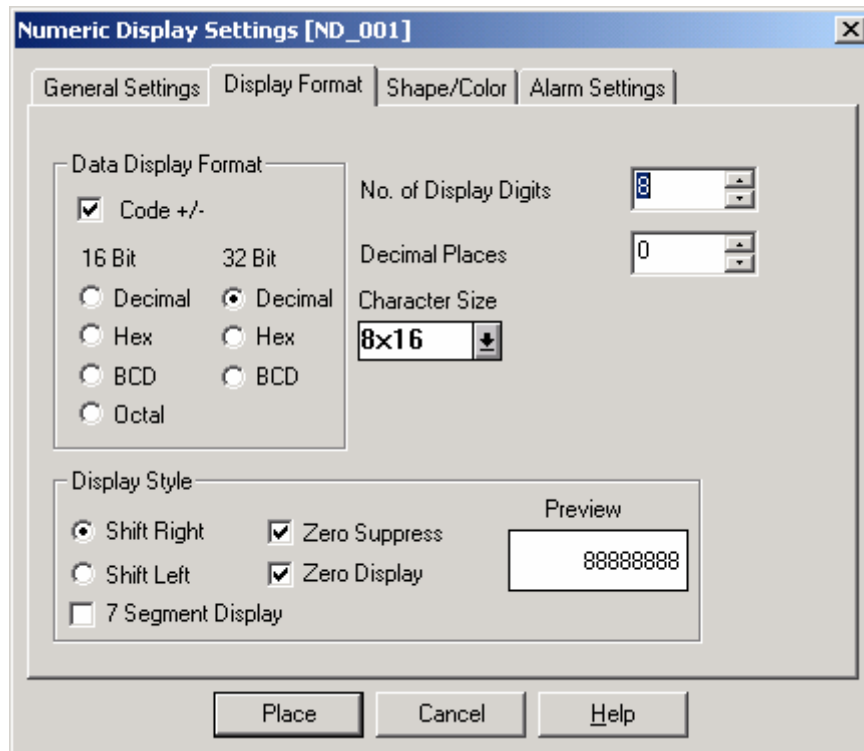 Numeric Display Settings [ND_001]
General Settings Display Format Shape/Color Alarm Settings
Data Display Format
Code +/-
16 Bit 32 Bit
Decimal Decimal
Hex Hex
BCD BCD
Octal
No. of Display Digits 8
Decimal Places 0
Character Size
8×16
Display Style
Shift Right Zero Suppress
Shift Left Zero Display
7 Segment Display
Preview
88888888
Place Cancel Help